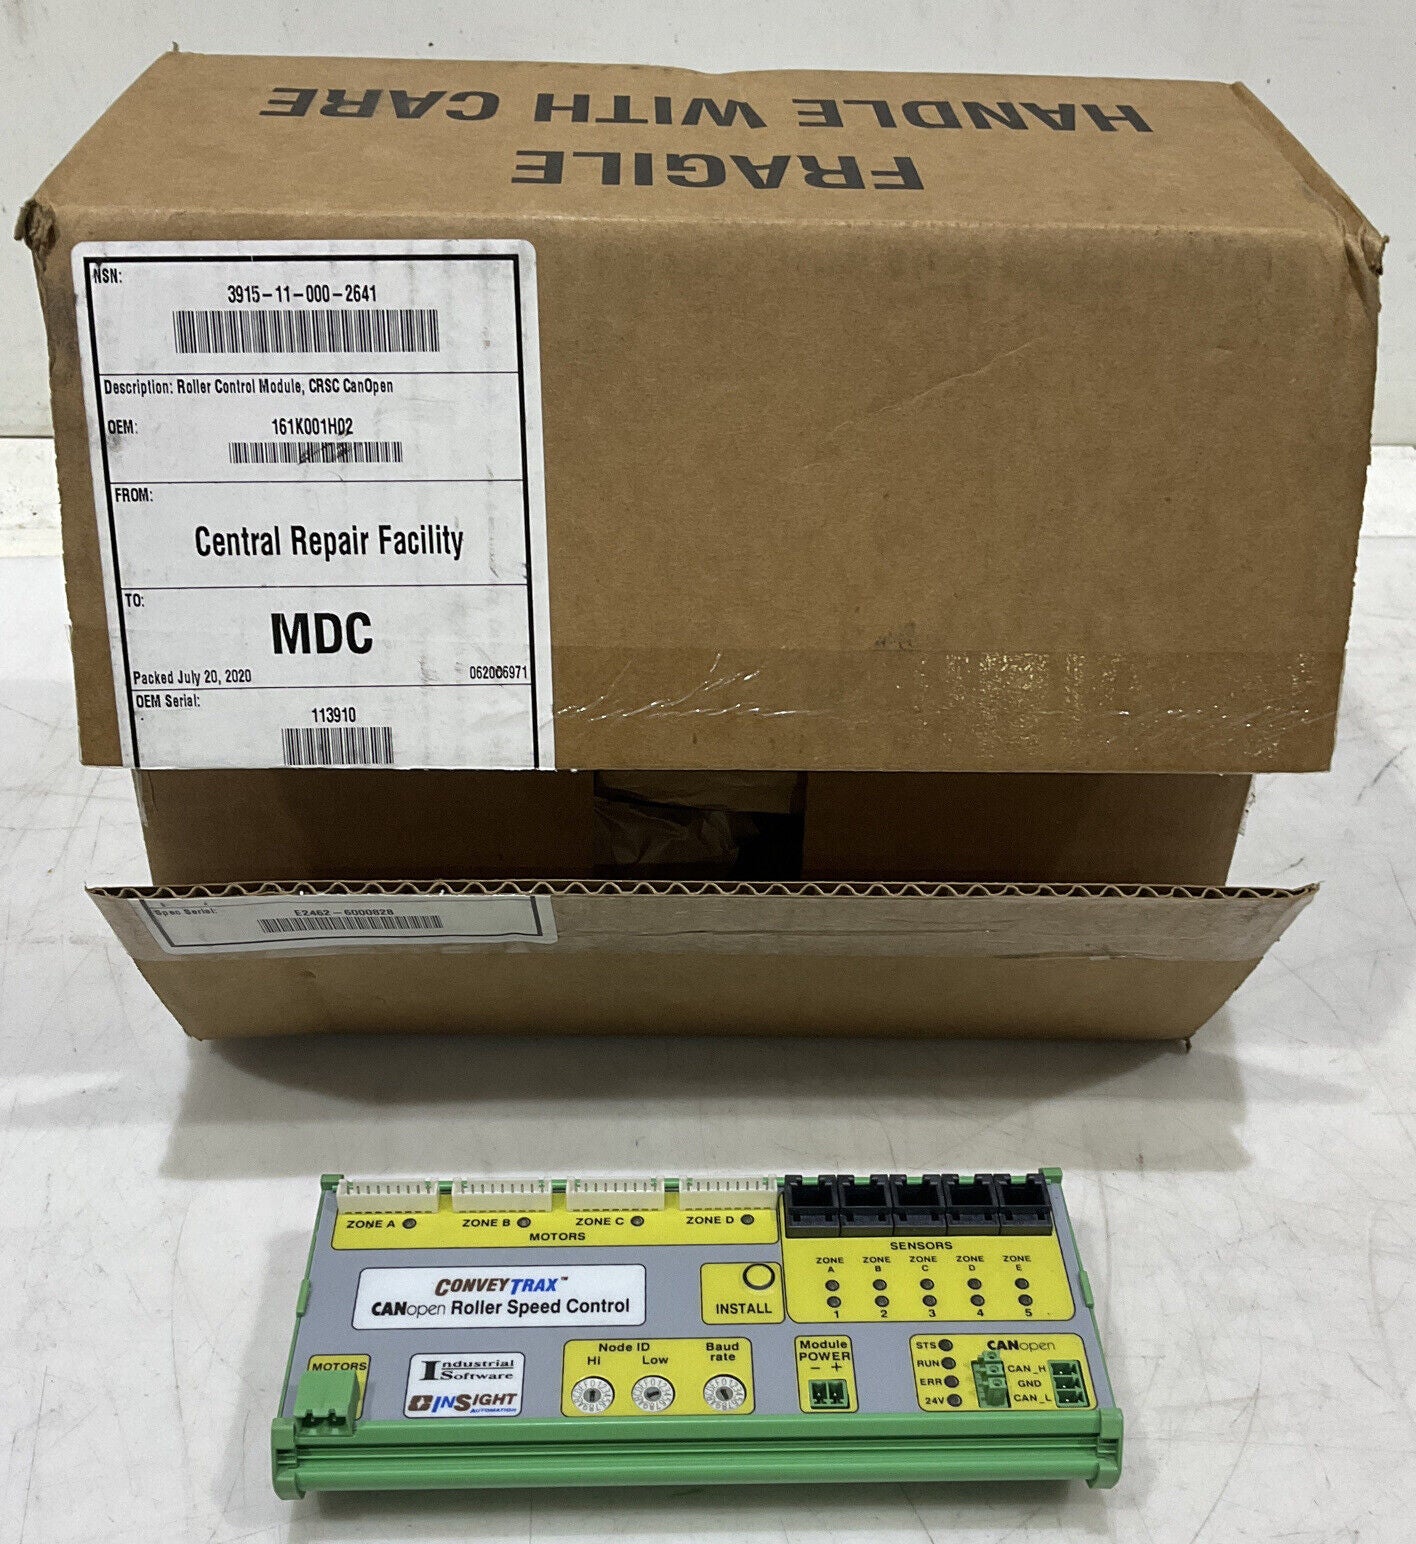 HANDLE WITH CARE
FRAGILE
NSN:
3915-11-000-2641
Description: Roller Control Module, CRSC CanOpen
OEM:
161K001H02
FROM:
Central Repair Facility
TO:
MDC
Packed July 20, 2020
062006971
OEM Serial:
113910
Spec Serial:
E2462-6000828
ZONE A
ZONE B
ZONE C
ZONE D
MOTORS
SENSORS
ZONE A
ZONE B
ZONE C
ZONE D
ZONE E
1 2 3 4 5
CONVEYTRAX™
CANopen Roller Speed Control
INSTALL
MOTORS
Industrial Software
INSIGHT
AUTOMATION
Node ID
Hi Low
Baud rate
Module
POWER
- +
STS
RUN
ERR
24V
CANopen
CAN_H
GND
CAN_L